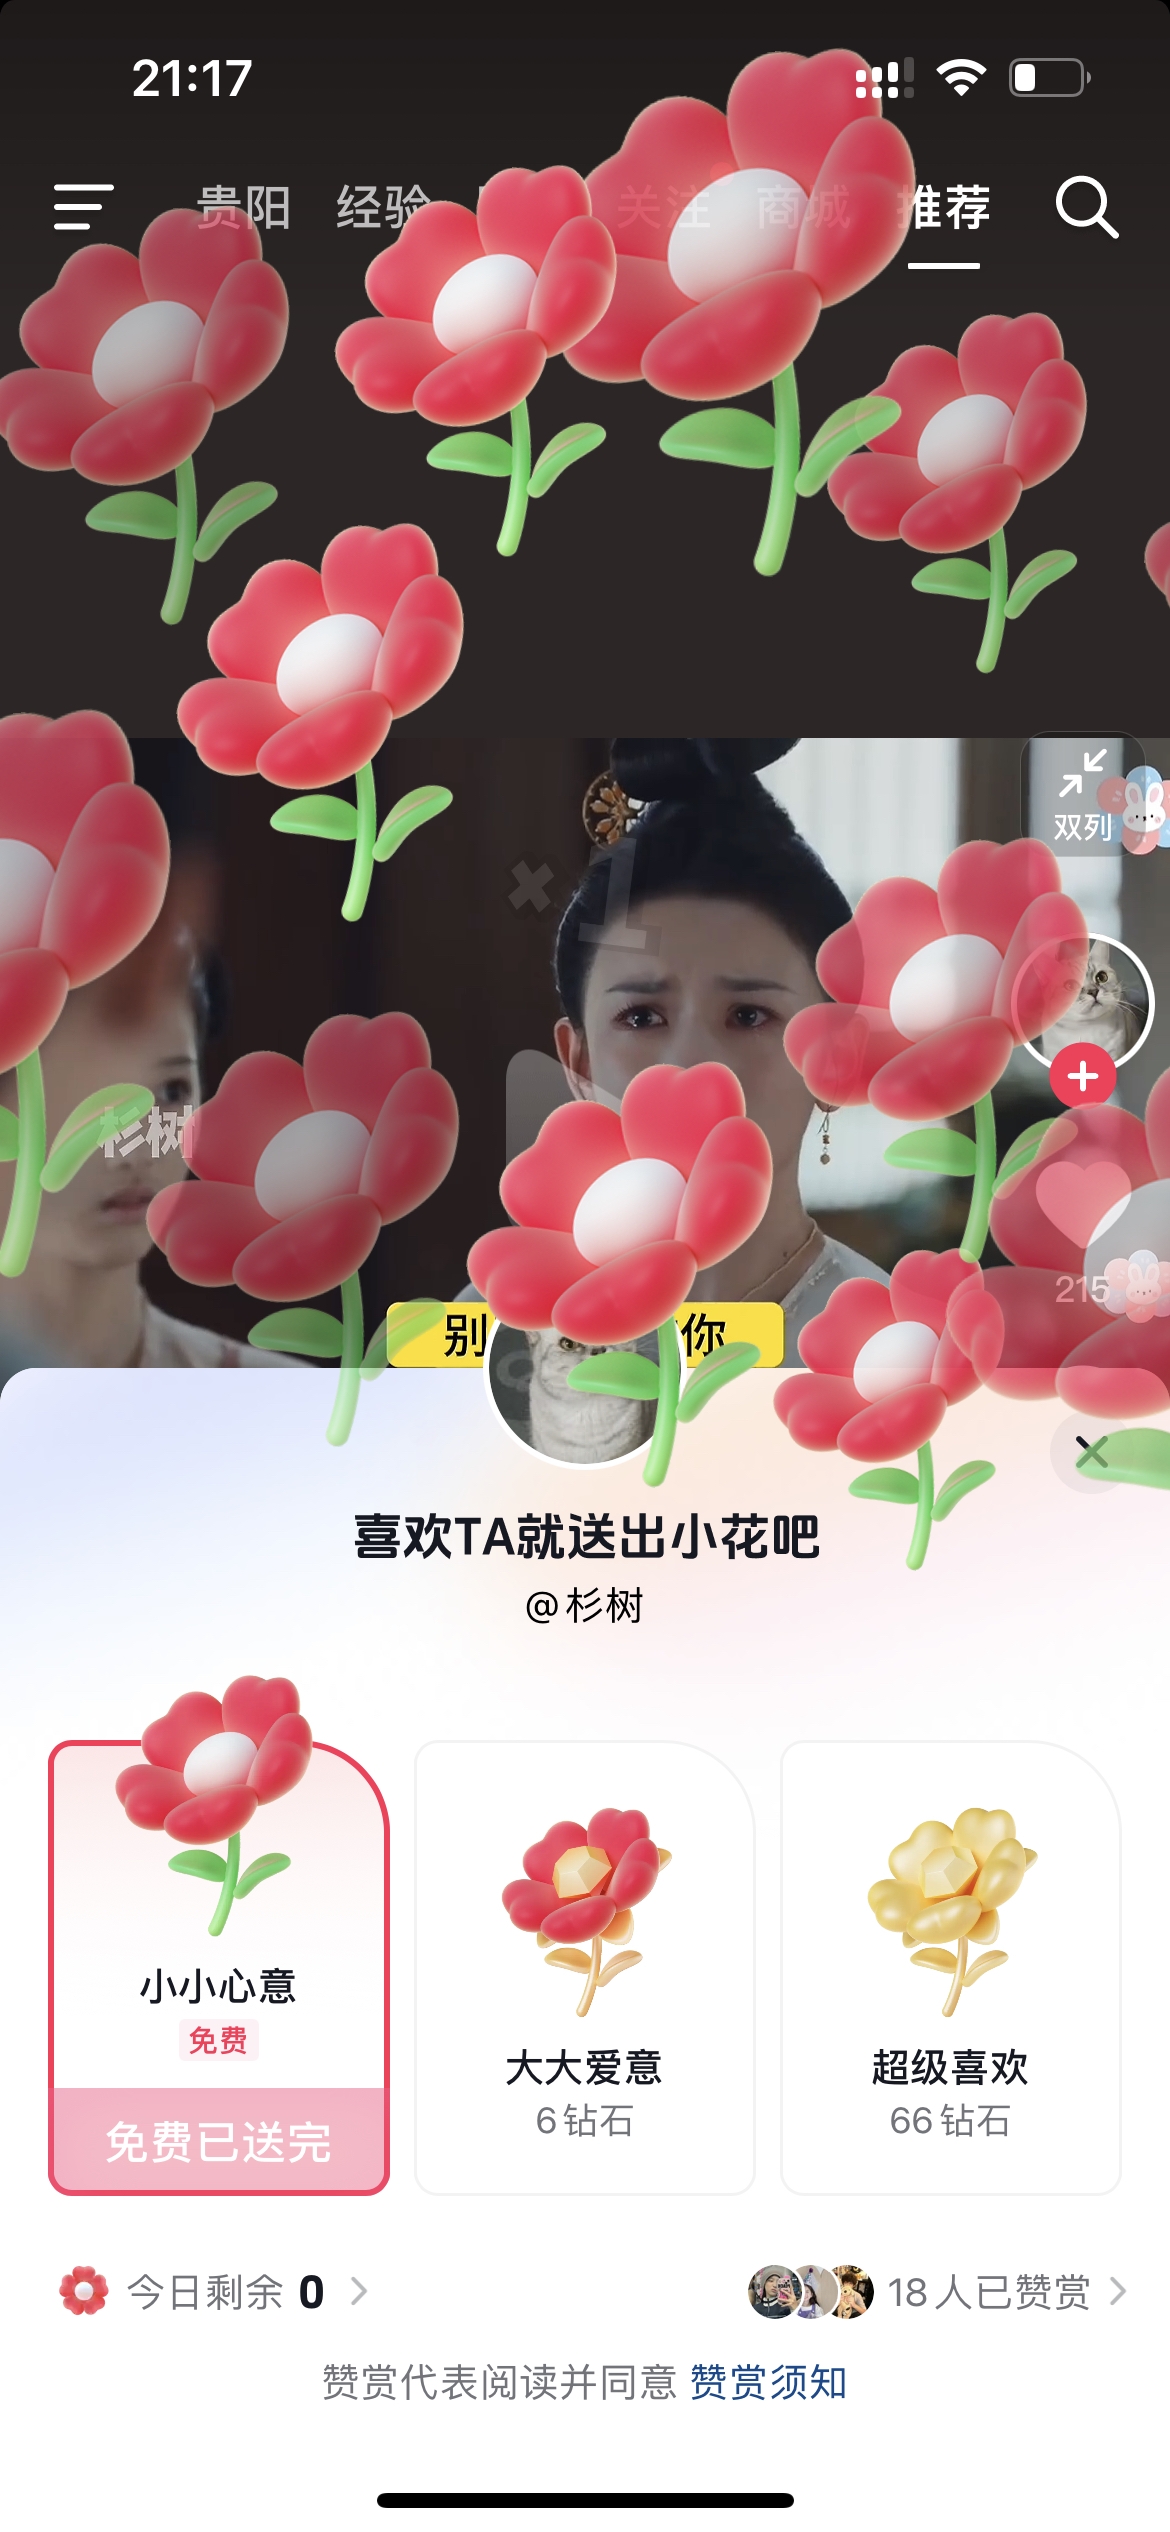 21:17
贵阳 经验 关注 商城 推荐
双列
×1
杉树
215
别
你
喜欢TA就送出小花吧
@杉树
小小心意
免费
免费已送完
大大爱意
6钻石
超级喜欢
66钻石
今日剩余 0
18人已赞赏
赞赏代表阅读并同意 赞赏须知